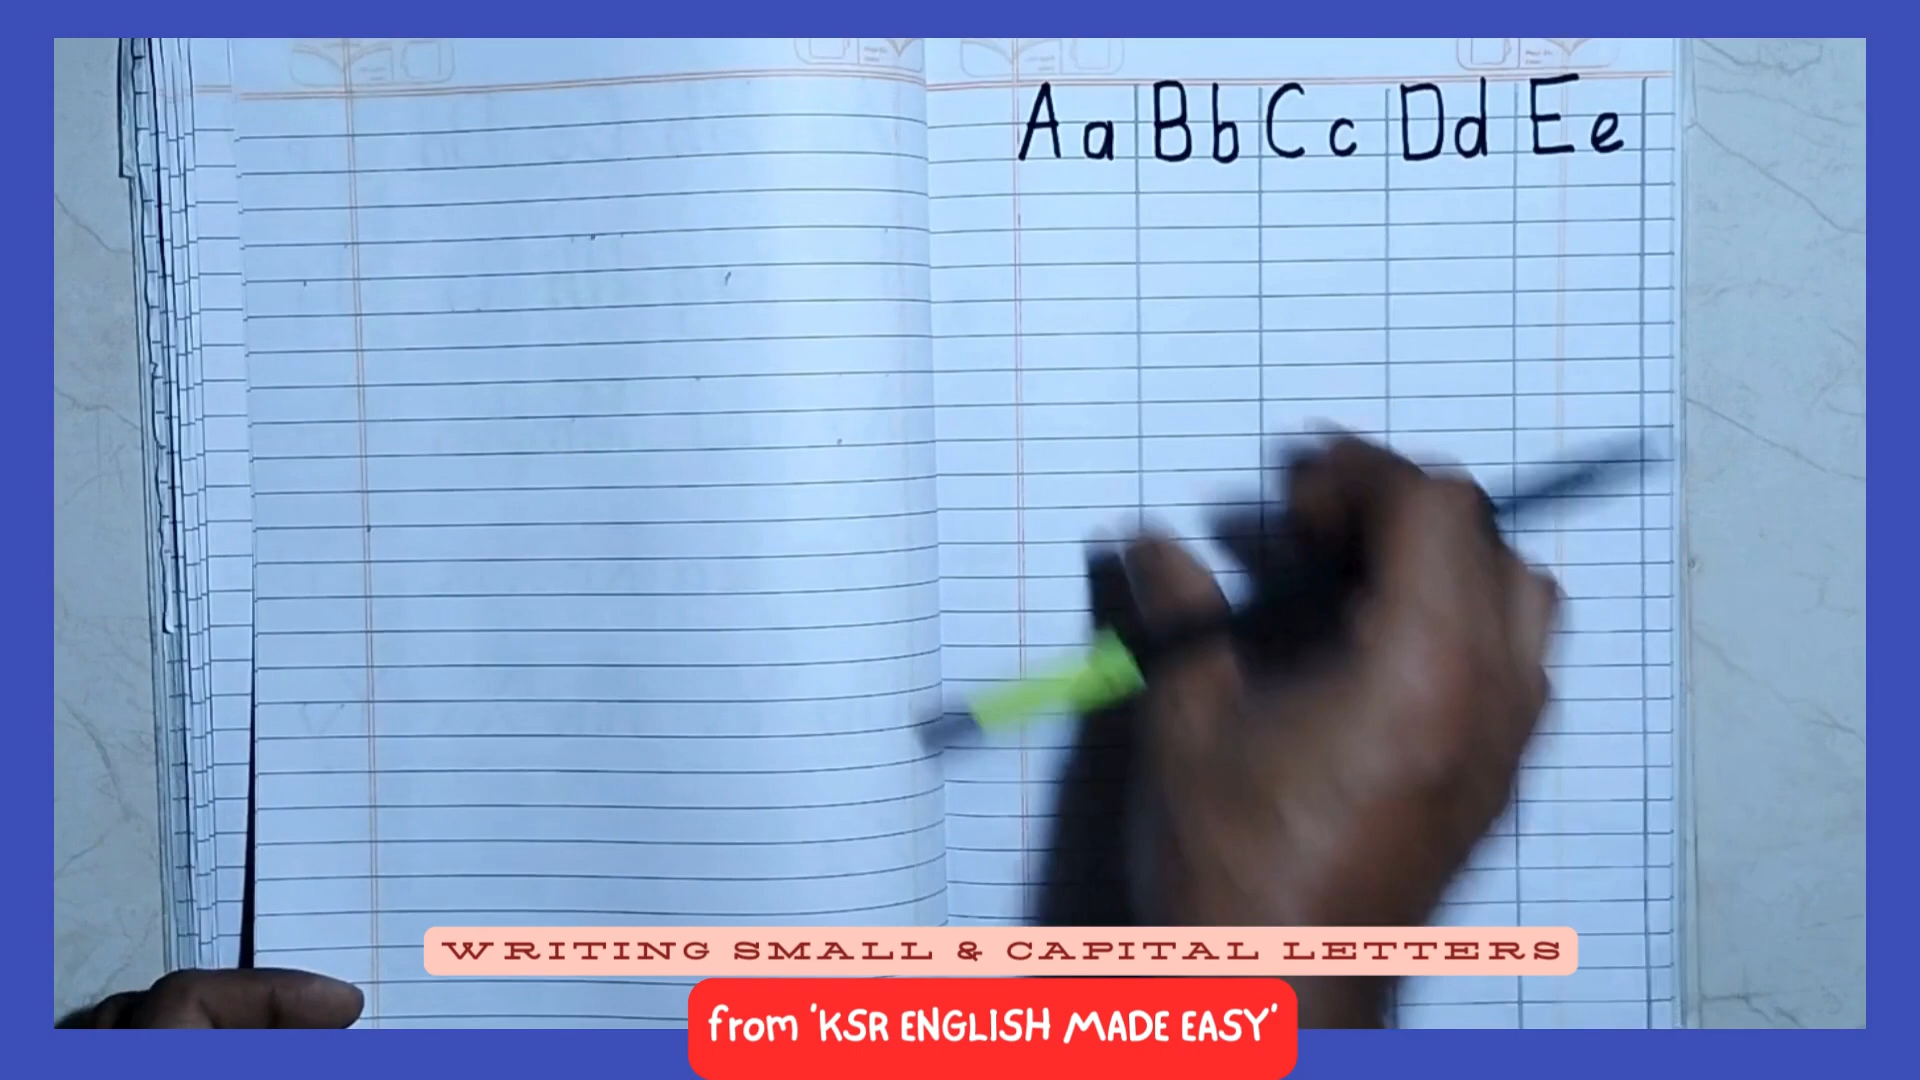 Aa Bb Cc Dd Ee
WRITING SMALL & CAPITAL LETTERS
from 'KSR ENGLISH MADE EASY'